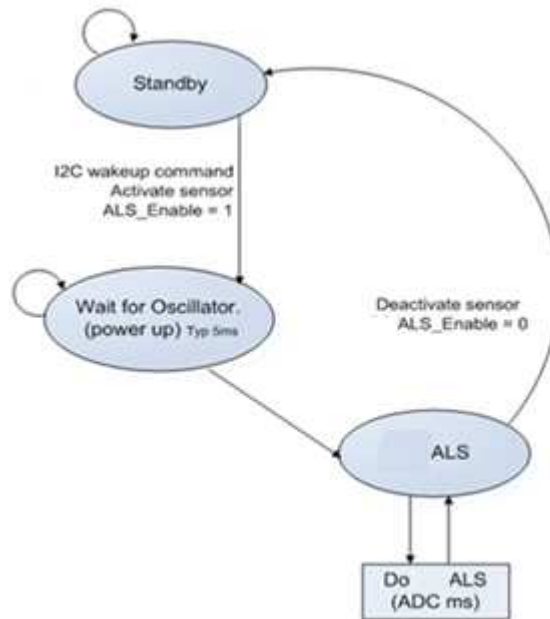 Standby
I2C wakeup command
Activate sensor
ALS_Enable = 1
Wait for Oscillator.
(power up) Typ 5ms
Deactivate sensor
ALS_Enable = 0
ALS
Do ALS
(ADC ms)